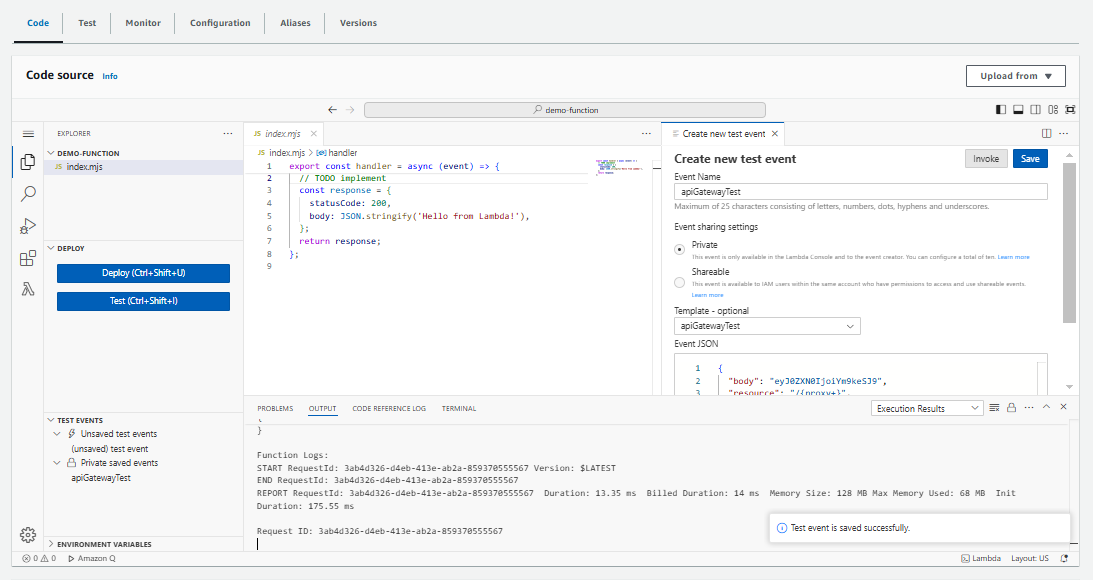 Code
Test
Monitor
Configuration
Aliases
Versions
Code source
Info
Upload from
demo-function
EXPLORER
DEMO-FUNCTION
JS index.mjs
DEPLOY
Deploy (Ctrl+Shift+U)
Test (Ctrl+Shift+I)
TEST EVENTS
Unsaved test events
(unsaved) test event
Private saved events
apiGatewayTest
ENVIRONMENT VARIABLES
JS index.mjs
JS index.mjs > handler
1 export const handler = async (event) => {
2 // TODO implement
3 const response = {
4 statusCode: 200,
5 body: JSON.stringify('Hello from Lambda!'),
6 };
7 return response;
8 };
9
Create new test event
Create new test event
Invoke
Save
Event Name
apiGatewayTest
Maximum of 25 characters consisting of letters, numbers, dots, hyphens and underscores.
Event sharing settings
Private
This event is only available in the Lambda Console and to the event creator. You can configure a total of ten. Learn more
Shareable
This event is available to IAM users within the same account who have permissions to access and use shareable events.
Learn more
Template - optional
apiGatewayTest
Event JSON
1 {
2 "body": "eyJ0ZXN0IjoiYm9keSJ9",
3 "resource": "/{proxy+}",
PROBLEMS
OUTPUT
CODE REFERENCE LOG
TERMINAL
Execution Results
}
Function Logs:
START RequestId: 3ab4d326-d4eb-413e-ab2a-859370555567 Version: $LATEST
END RequestId: 3ab4d326-d4eb-413e-ab2a-859370555567
REPORT RequestId: 3ab4d326-d4eb-413e-ab2a-859370555567 Duration: 13.35 ms Billed Duration: 14 ms Memory Size: 128 MB Max Memory Used: 68 MB Init
Duration: 175.55 ms
Request ID: 3ab4d326-d4eb-413e-ab2a-859370555567
Test event is saved successfully.
0
0
Amazon Q
Lambda
Layout: US